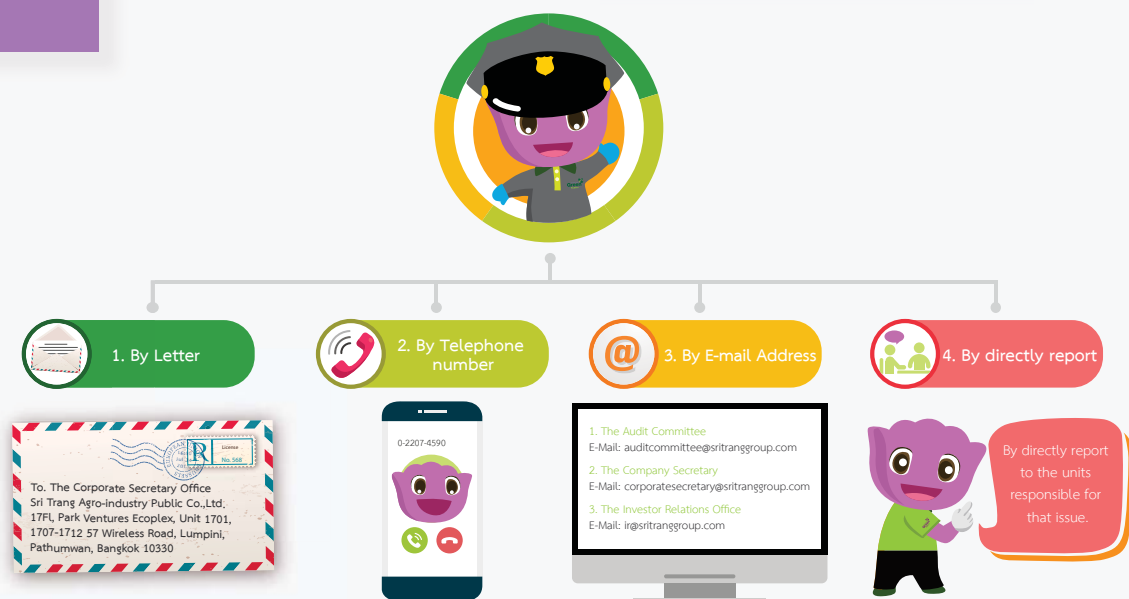 1. By Letter
2. By Telephone
number
@
3. By E-mail Address
4. By directly report
R
License
No. 568
To. The Corporate Secretary Office
Sri Trang Agro-industry Public Co.,Ltd,
17Fl, Park Ventures Ecoplex, Unit 1701,
1707-1712 57 Wireless Road, Lumpini,
Pathumwan, Bangkok 10330
0-2207-4590
1. The Audit Committee
E-Mail: auditcommittee@sritranggroup.com
2. The Company Secretary
E-Mail: corporatesecretary@sritranggroup.com
3. The Investor Relations Office
E-Mail: ir@sritranggroup.com
By directly report
to the units
responsible for
that issue.